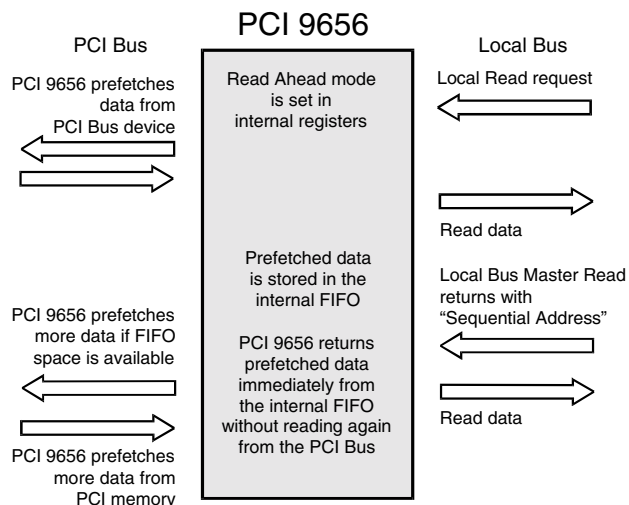 PCI 9656
PCI Bus
Local Bus
PCI 9656 prefetches
data from
PCI Bus device
Read Ahead mode
is set in
internal registers
Local Read request
Read data
Prefetched data
is stored in the
internal FIFO
Local Bus Master Read
returns with
“Sequential Address”
PCI 9656 prefetches
more data if FIFO
space is available
PCI 9656 returns
prefetched data
immediately from
the internal FIFO
without reading again
from the PCI Bus
Read data
PCI 9656 prefetches
more data from
PCI memory